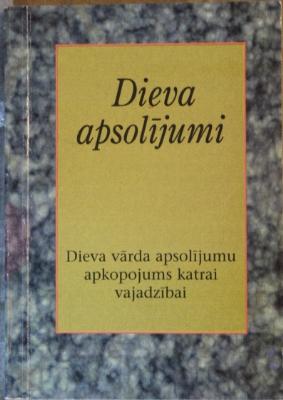 Dieva
apsolījumi
Dieva vārda apsolījumu
apkopojums katrai
vajadzībai